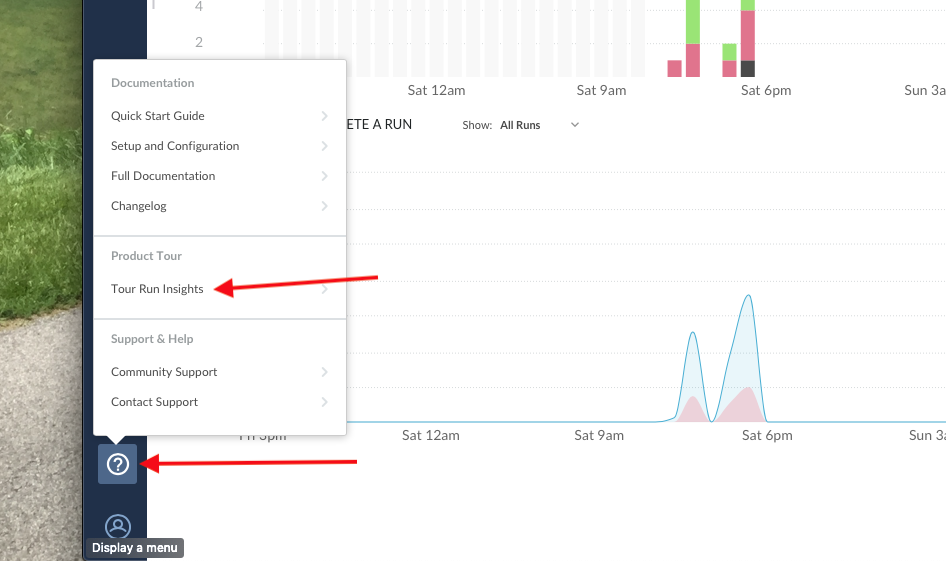 4
2
Sat 12am
Sat 9am
Sat 6pm
Sun 3a
ETE A RUN
Show: All Runs
Documentation
Quick Start Guide
Setup and Configuration
Full Documentation
Changelog
Product Tour
Tour Run Insights
Support & Help
Community Support
Contact Support
Fri 3pm
Sat 12am
Sat 9am
Sat 6pm
Sun 3a
Display a menu